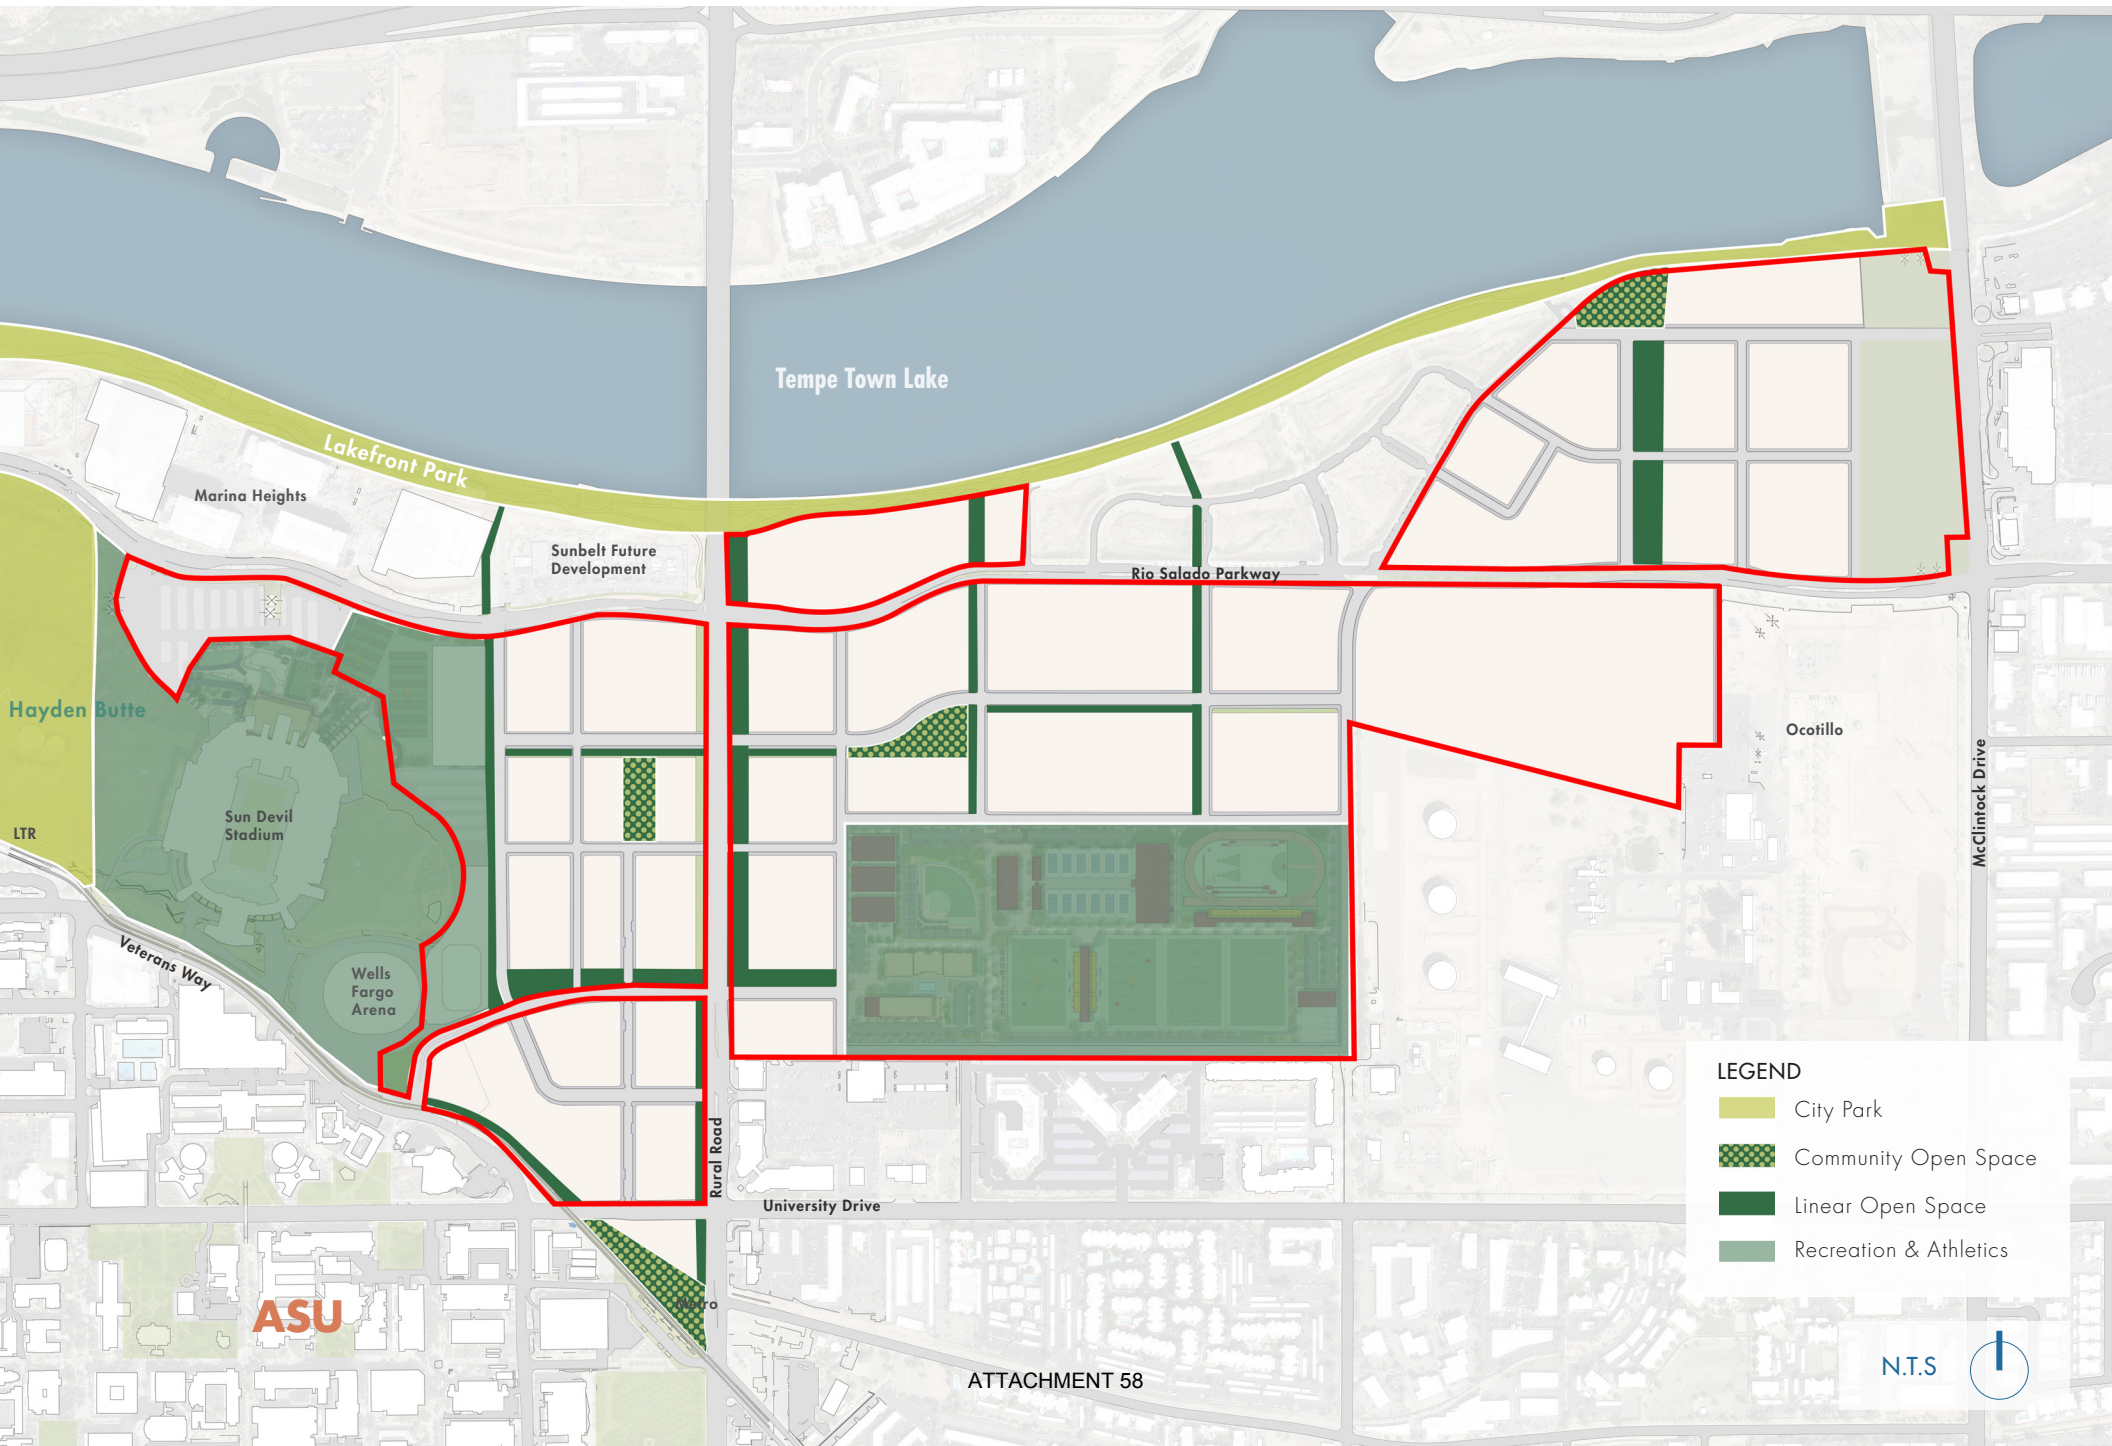 Tempe Town Lake
Lakefront Park
Marina Heights
Sunbelt Future
Development
Rio Salado Parkway
Hayden Butte
Ocotillo
McClintock Drive
Sun Devil
Stadium
LTR
Veterans Way
Wells
Fargo
Arena
Rural Road
University Drive
Metro
ASU
LEGEND
City Park
Community Open Space
Linear Open Space
Recreation & Athletics
N.T.S
ATTACHMENT 58